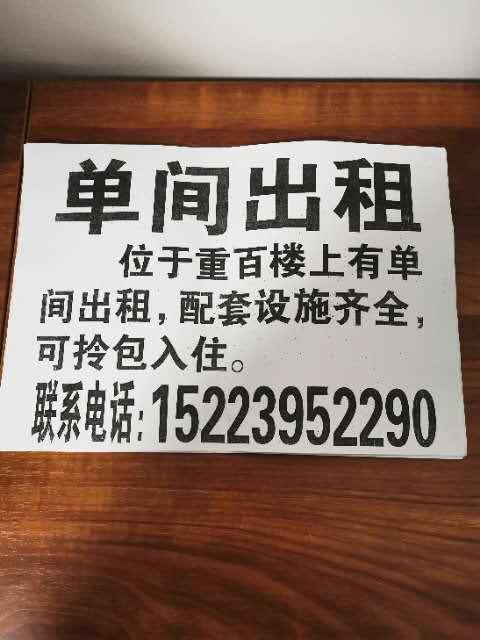 单间出租
位于重百楼上有单
间出租，配套设施齐全，
可拎包入住。
联系电话：15223952290